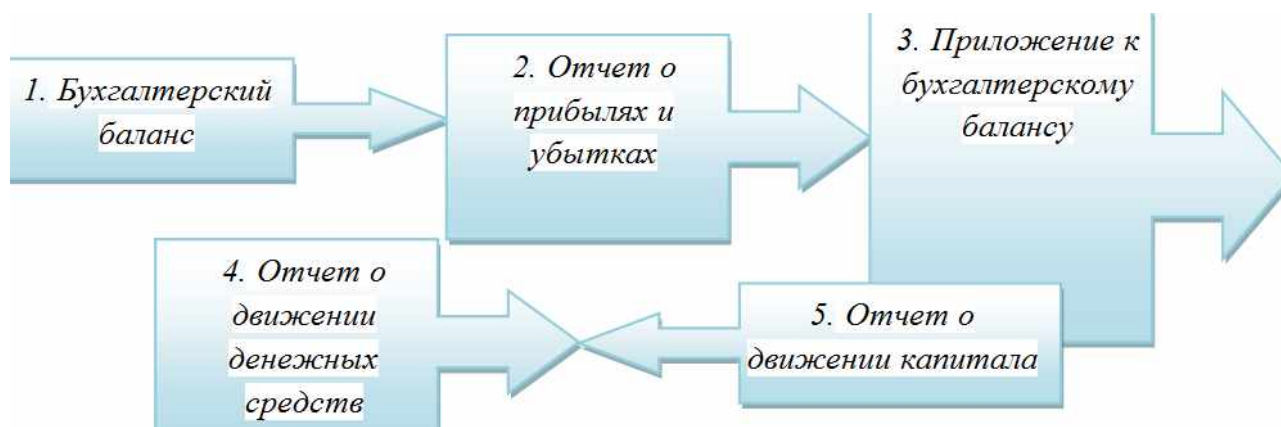 1. Бухгалтерский
баланс
2. Отчет о
прибылях и
убытках
3. Приложение к
бухгалтерскому
балансу
4. Отчет о
движении
денежных
средств
5. Отчет о
движении капитала